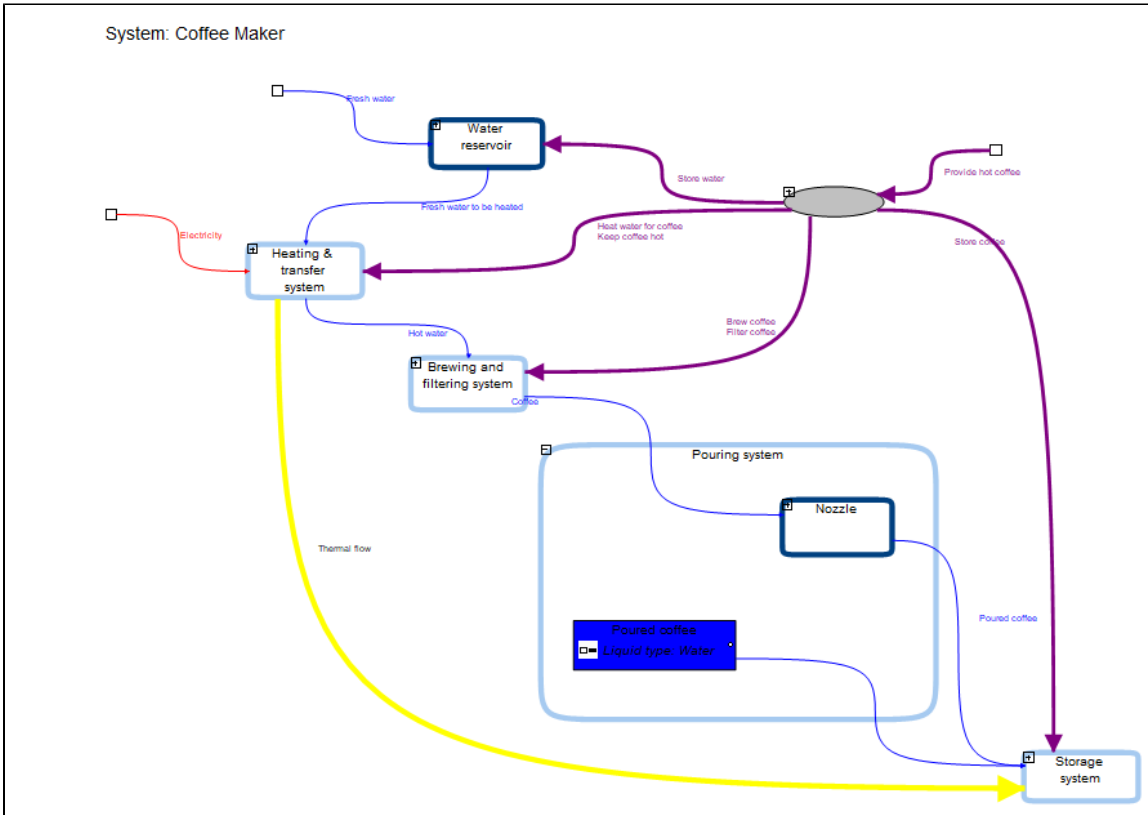 System: Coffee Maker
Fresh water
Water
reservoir
Provide hot coffee
Store water
Fresh water to be heated
Electricity
Heat water for coffee
Keep coffee hot
Store coffee
Heating &
transfer
system
Brew coffee
Filter coffee
Hot water
Brewing and
filtering system
Coffee
Pouring system
Nozzle
Thermal flow
Poured coffee
Poured coffee
Liquid type: Water
Storage
system